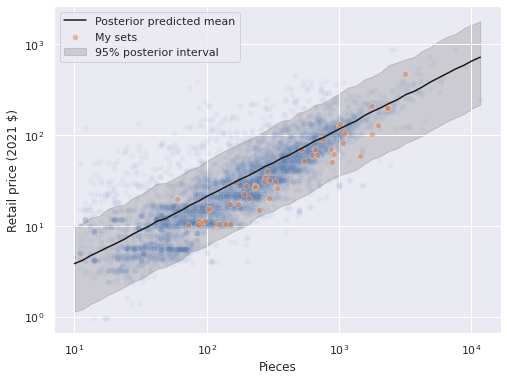 Posterior predicted mean
My sets
95% posterior interval
Retail price (2021 $)
10³
10²
10¹
10⁰
10¹ 10² 10³ 10⁴
Pieces